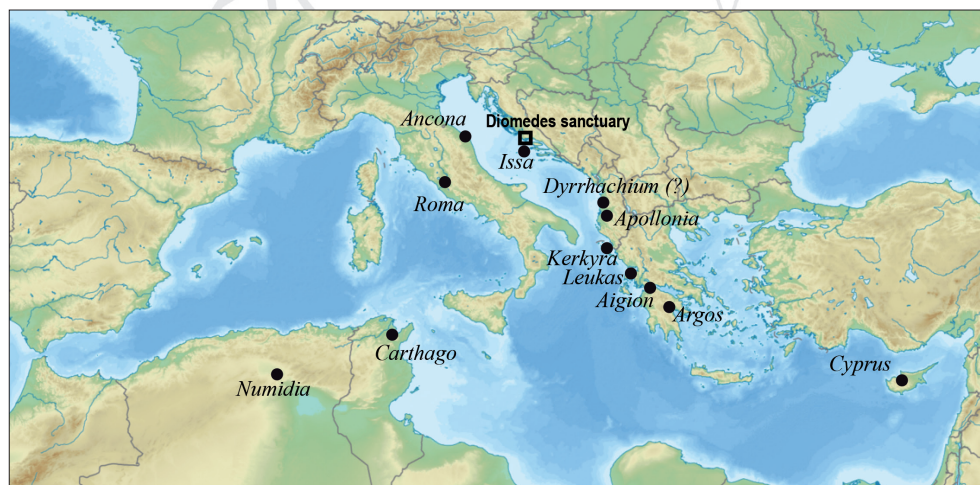 Ancona
Diomedes sanctuary
Issa
Roma
Dyrrhachium (?)
Apollonia
Kerkyra
Leukas
Aigion
Argos
Carthago
Numidia
Cyprus